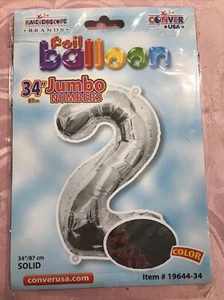 KALEIDOSCOPE
BRANDS
CONVER
USA
foil
balloon
34" Jumbo
87cm NUMBERS
COLOR
34"/87 cm
SOLID
Item # 19644-34
converusa.com